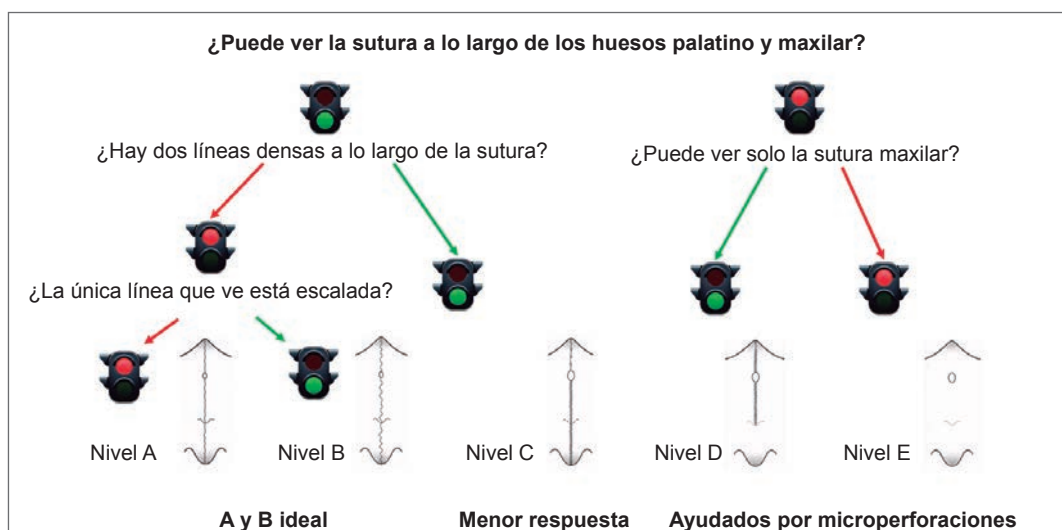 ¿Puede ver la sutura a lo largo de los huesos palatino y maxilar?
¿Hay dos líneas densas a lo largo de la sutura?
¿Puede ver solo la sutura maxilar?
¿La única línea que ve está escalada?
Nivel A
Nivel B
Nivel C
Nivel D
Nivel E
A y B ideal
Menor respuesta
Ayudados por microperforaciones